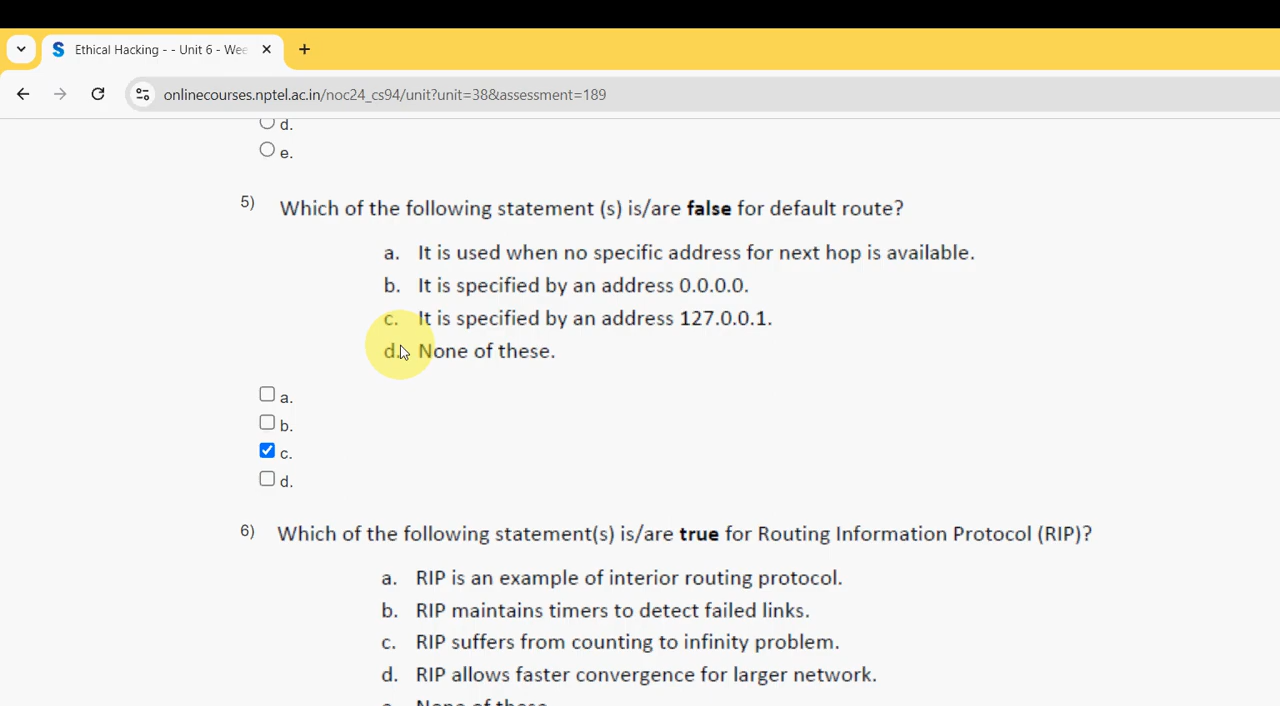 Ethical Hacking - - Unit 6 - Wee
onlinecourses.nptel.ac.in/noc24_cs94/unit?unit=38&assessment=189
d.
e.
5) Which of the following statement (s) is/are false for default route?
a. It is used when no specific address for next hop is available.
b. It is specified by an address 0.0.0.0.
c. It is specified by an address 127.0.0.1.
d. None of these.
a.
b.
c.
d.
6) Which of the following statement(s) is/are true for Routing Information Protocol (RIP)?
a. RIP is an example of interior routing protocol.
b. RIP maintains timers to detect failed links.
c. RIP suffers from counting to infinity problem.
d. RIP allows faster convergence for larger network.
e. None of these